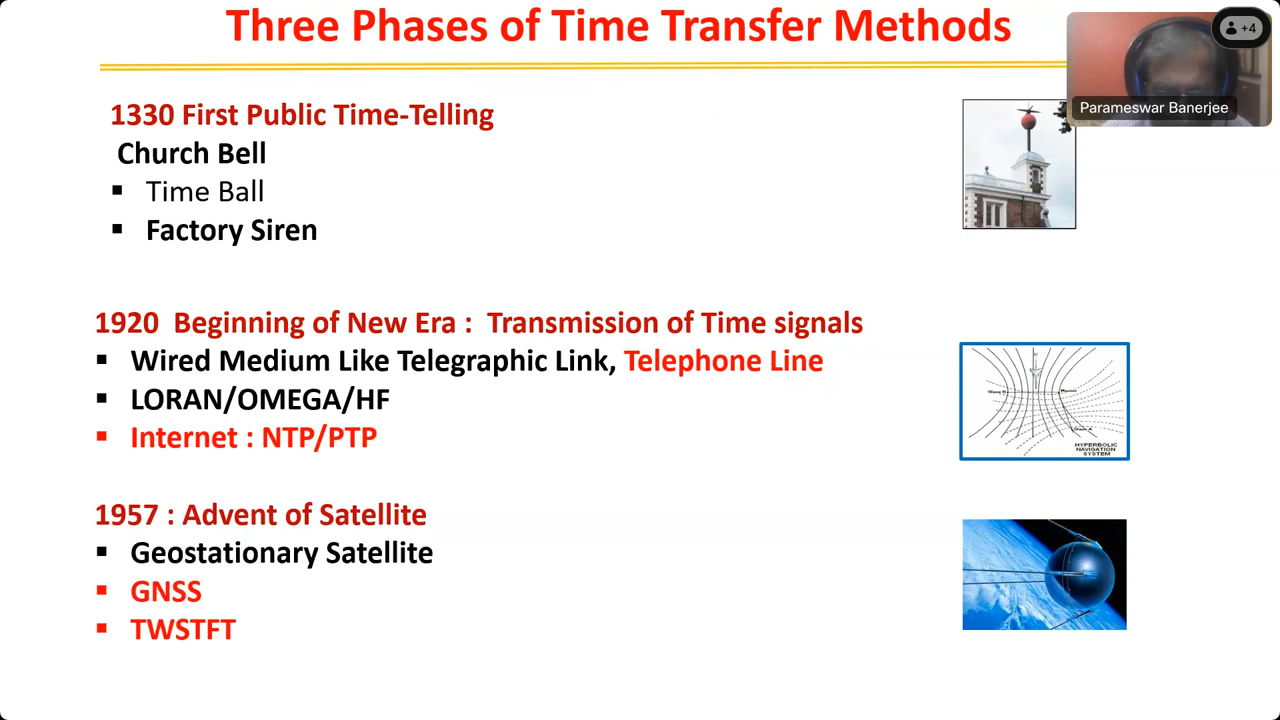 Three Phases of Time Transfer Methods
+4
Parameswar Banerjee
1330 First Public Time-Telling
Church Bell
▪ Time Ball
▪ Factory Siren
1920 Beginning of New Era : Transmission of Time signals
▪ Wired Medium Like Telegraphic Link, Telephone Line
▪ LORAN/OMEGA/HF
▪ Internet : NTP/PTP
HYPERBOLIC
NAVIGATION
SYSTEM
1957 : Advent of Satellite
▪ Geostationary Satellite
▪ GNSS
▪ TWSTFT